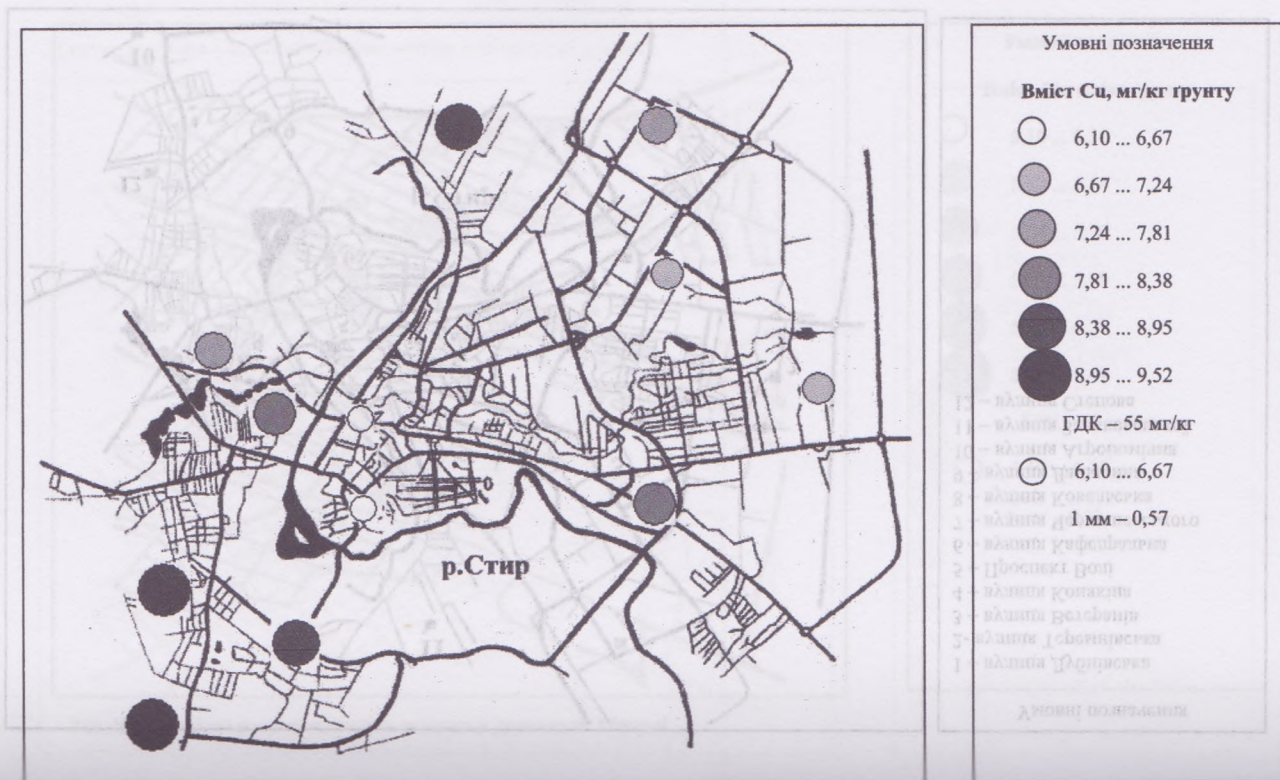 Умовні позначення
Вміст Cu, мг/кг ґрунту
6,10 ... 6,67
6,67 ... 7,24
7,24 ... 7,81
7,81 ... 8,38
8,38 ... 8,95
8,95 ... 9,52
ГДК – 55 мг/кг
6,10 ... 6,67
1 мм - 0,57
р.Стир